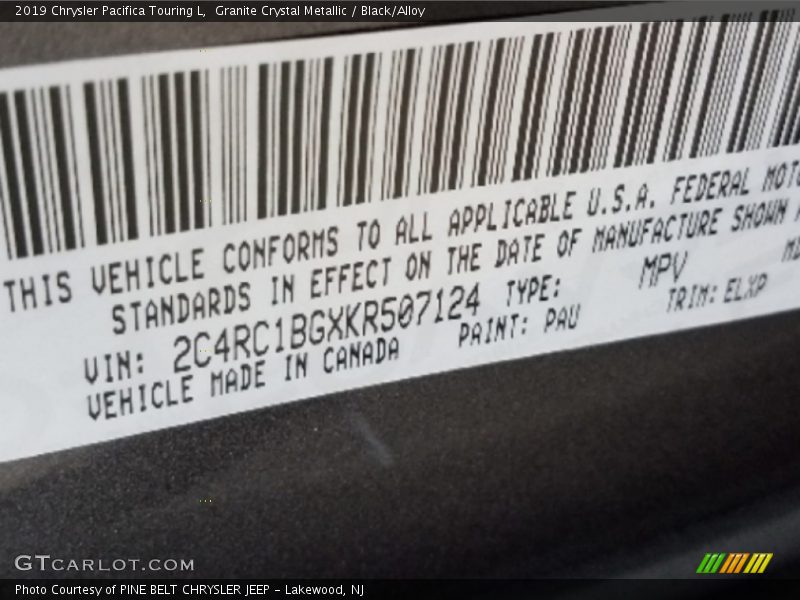 2019 Chrysler Pacifica Touring L,  Granite Crystal Metallic / Black/Alloy
THIS VEHICLE CONFORMS TO ALL APPLICABLE U.S.A. FEDERAL
STANDARDS IN EFFECT ON THE DATE OF MANUFACTURE SHOWN
VIN: 2C4RC1BGXKR507124 TYPE: MPV
VEHICLE MADE IN CANADA PAINT: PAU TRIM: ELXP
GTCARLOT.COM
Photo Courtesy of PINE BELT CHRYSLER JEEP - Lakewood, NJ